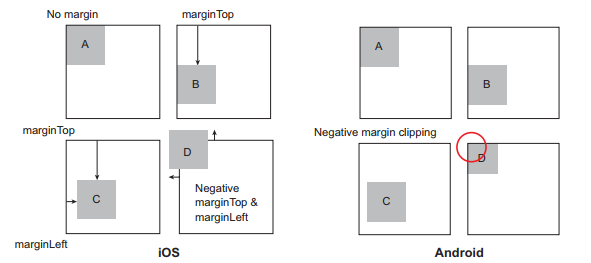 No margin
marginTop
A
B
A
B
marginTop
Negative margin clipping
D
D
Negative
marginTop &
marginLeft
C
C
marginLeft
iOS
Android